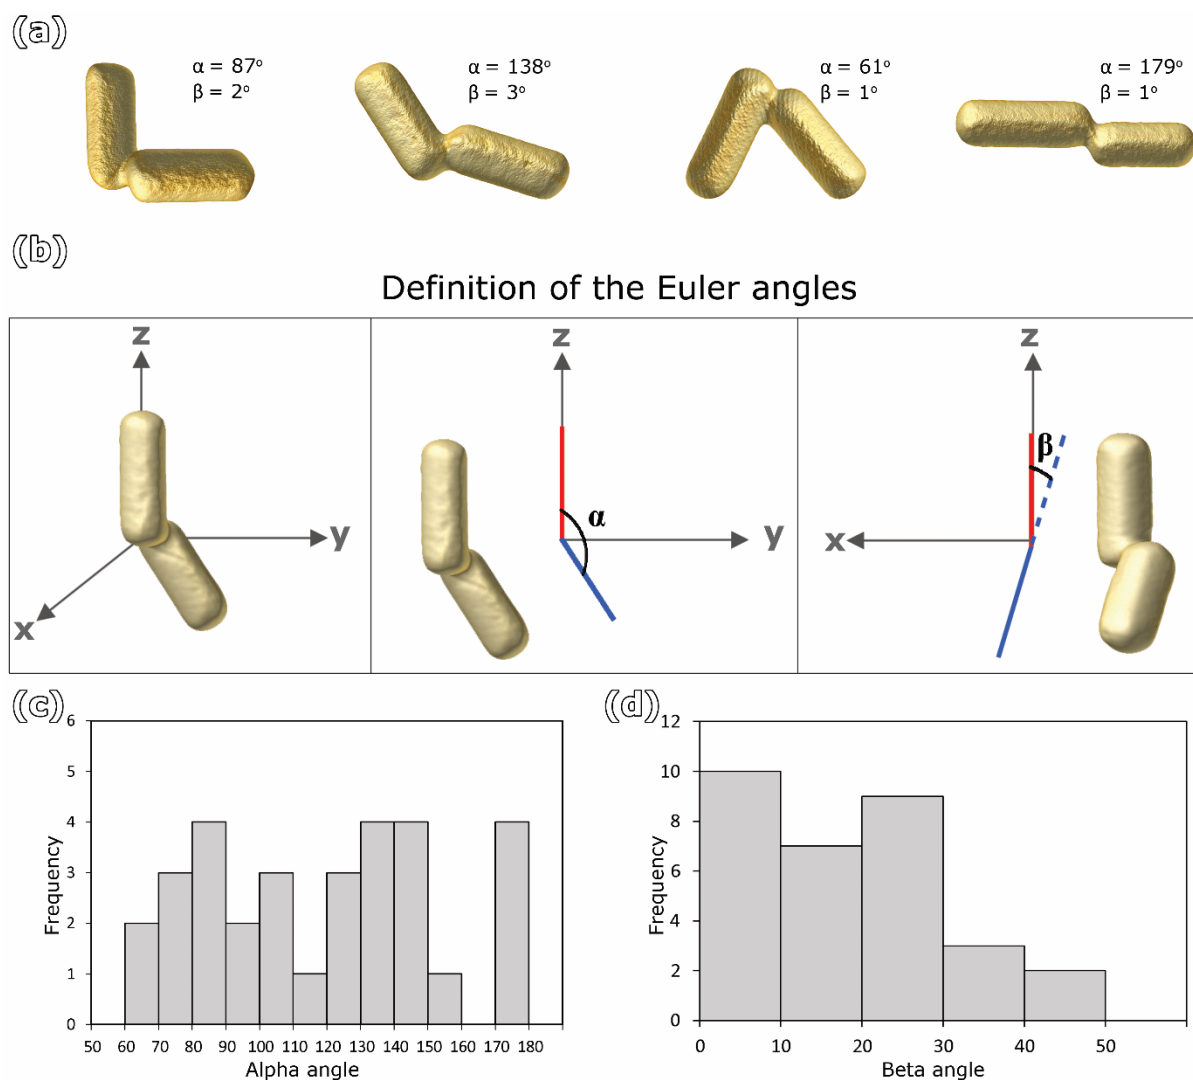 (a)
α = 87°
β = 2°
α = 138°
β = 3°
α = 61°
β = 1°
α = 179°
β = 1°
(b)
Definition of the Euler angles
z
y
x
z
α
y
z
β
x
(c)
6
5
4
3
2
1
0
Frequency
50 60 70 80 90 100 110 120 130 140 150 160 170 180
Alpha angle
(d)
12
10
8
6
4
2
0
Frequency
0 10 20 30 40 50
Beta angle